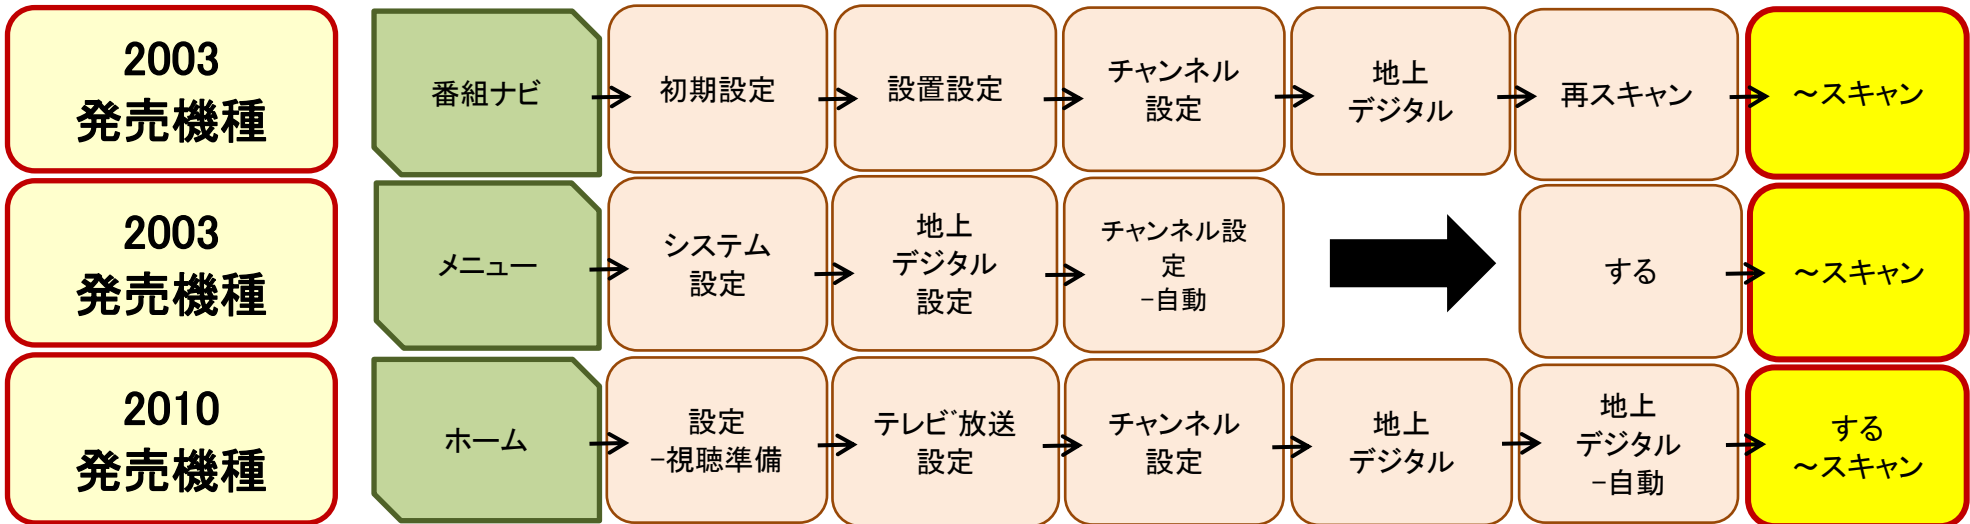 2003
発売機種
番組ナビ
初期設定
設置設定
チャンネル
設定
地上
デジタル
再スキャン
～スキャン
2003
発売機種
メニュー
システム
設定
地上
デジタル
設定
チャンネル設
定
-自動
する
～スキャン
2010
発売機種
ホーム
設定
-視聴準備
テレビ放送
設定
チャンネル
設定
地上
デジタル
地上
デジタル
-自動
する
～スキャン